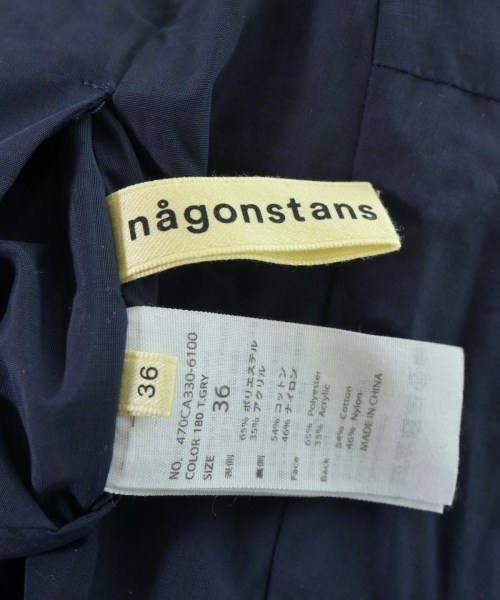 någonstans
36
NO. 470CA330-6100
COLOR 180 T.GRY
SIZE 36
表側 65% ポリエステル
35% アクリル
裏側 54% コットン
46% ナイロン
Face 65% Polyester
35% Acrylic
Back 84% Cotton
46% Nylon
MADE IN CHINA